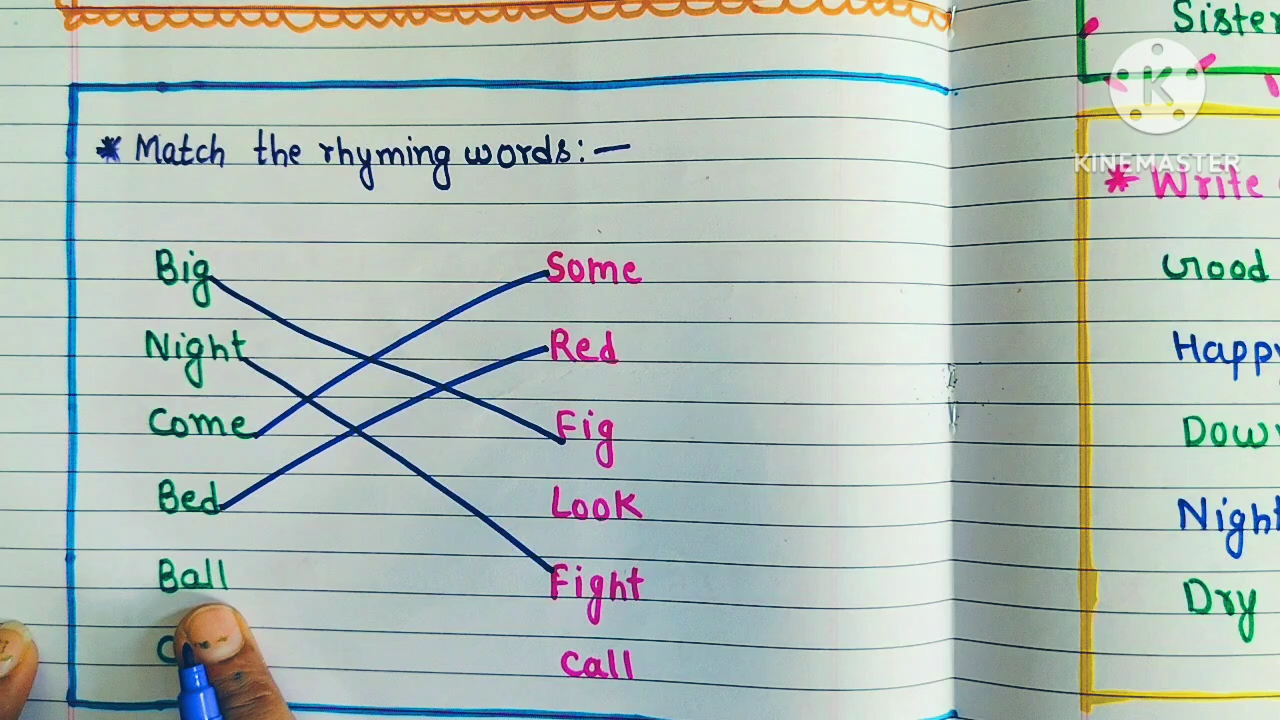 * Match the rhyming words:—
Big Some
Night Red
Come Fig
Bed Look
Ball Fight
Call
Sister
KINEMASTER
* Write
Good
Happy
Night
Dry